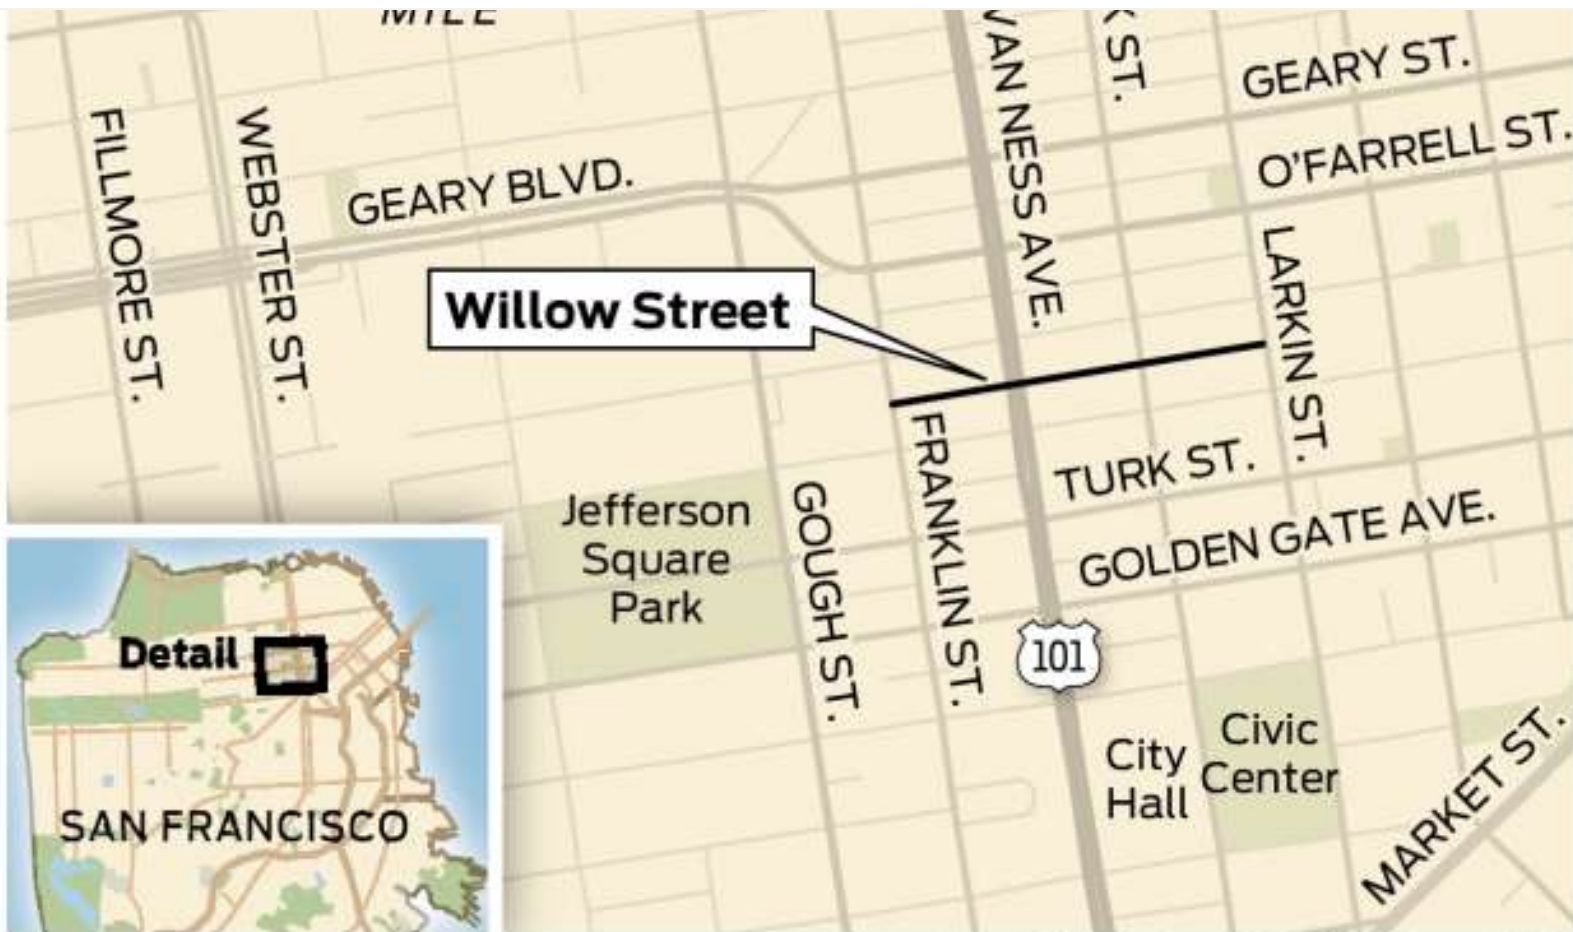 VAN NESS AVE.
ST.
GEARY ST.
O'FARRELL ST.
FILLMORE ST.
WEBSTER ST.
GEARY BLVD.
LARKIN ST.
Willow Street
FRANKLIN ST.
TURK ST.
GOLDEN GATE AVE.
GOUGH ST.
Jefferson
Square
Park
101
City
Hall
Civic
Center
MARKET ST.
Detail
SAN FRANCISCO